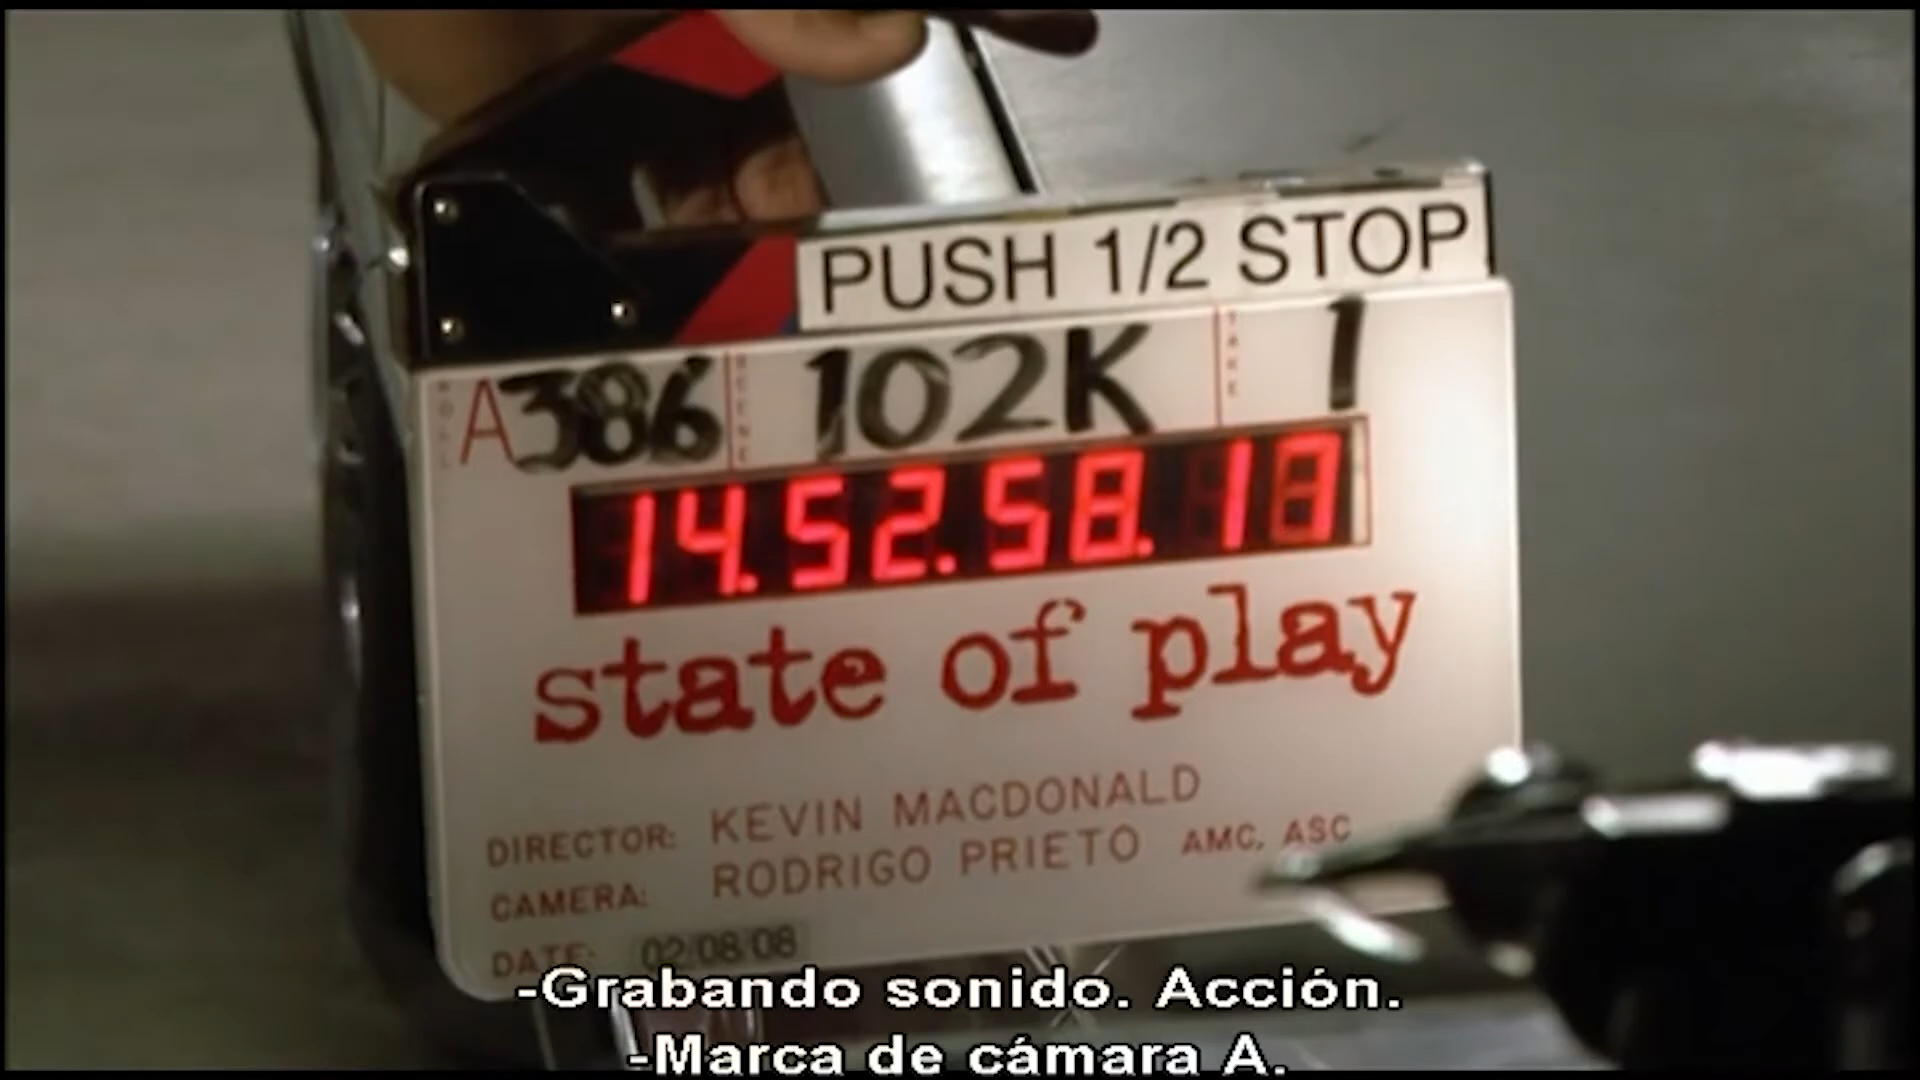 PUSH 1/2 STOP
A386 102K 1
14.52.58.17
state of play
DIRECTOR: KEVIN MACDONALD
CAMERA: RODRIGO PRIETO AMC, ASC
DATE: 02/08/08
-Grabando sonido. Acción.
-Marca de cámara A.